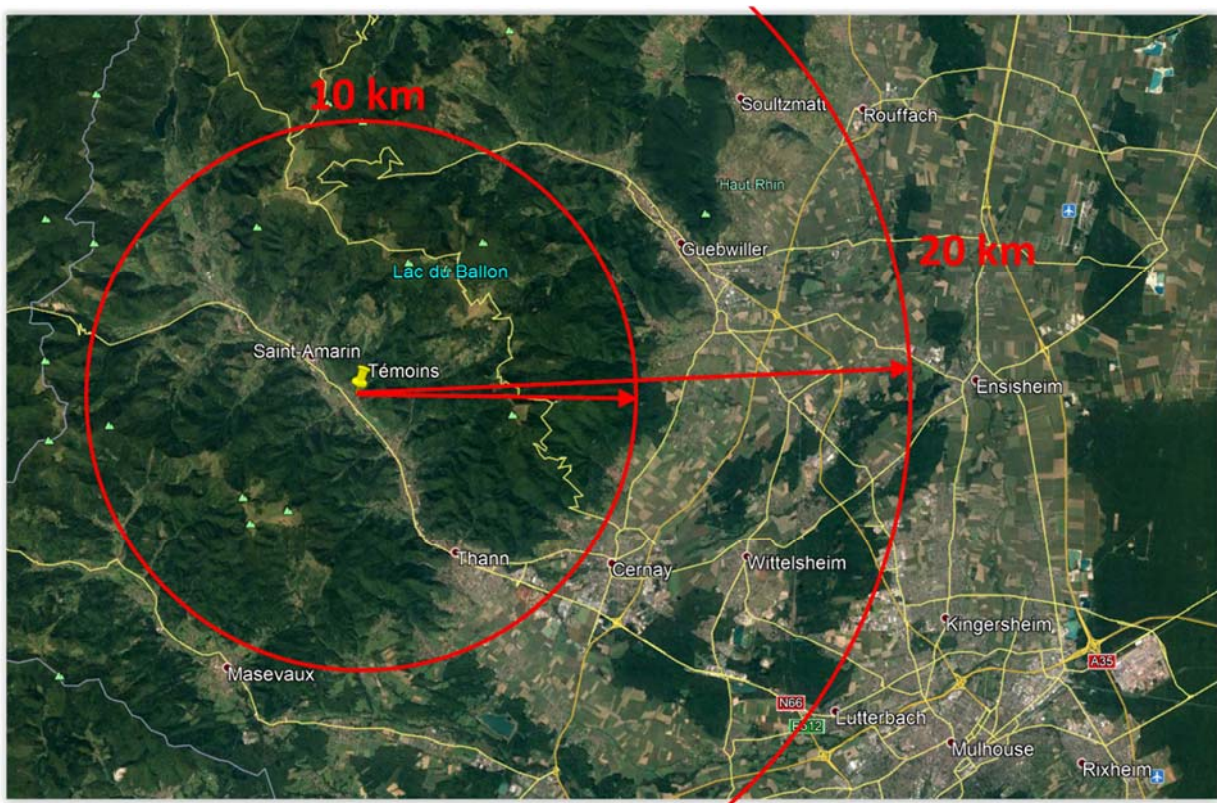 10 km
Soultzmatt
Rouffach
Haut Rhin
Guebwiller
20 km
Lac du Ballon
Saint-Amarin
Témoins
Ensisheim
Thann
Cernay
Wittelsheim
Kingersheim
A35
Masevaux
N66
Lutterbach
Mulhouse
Rixheim